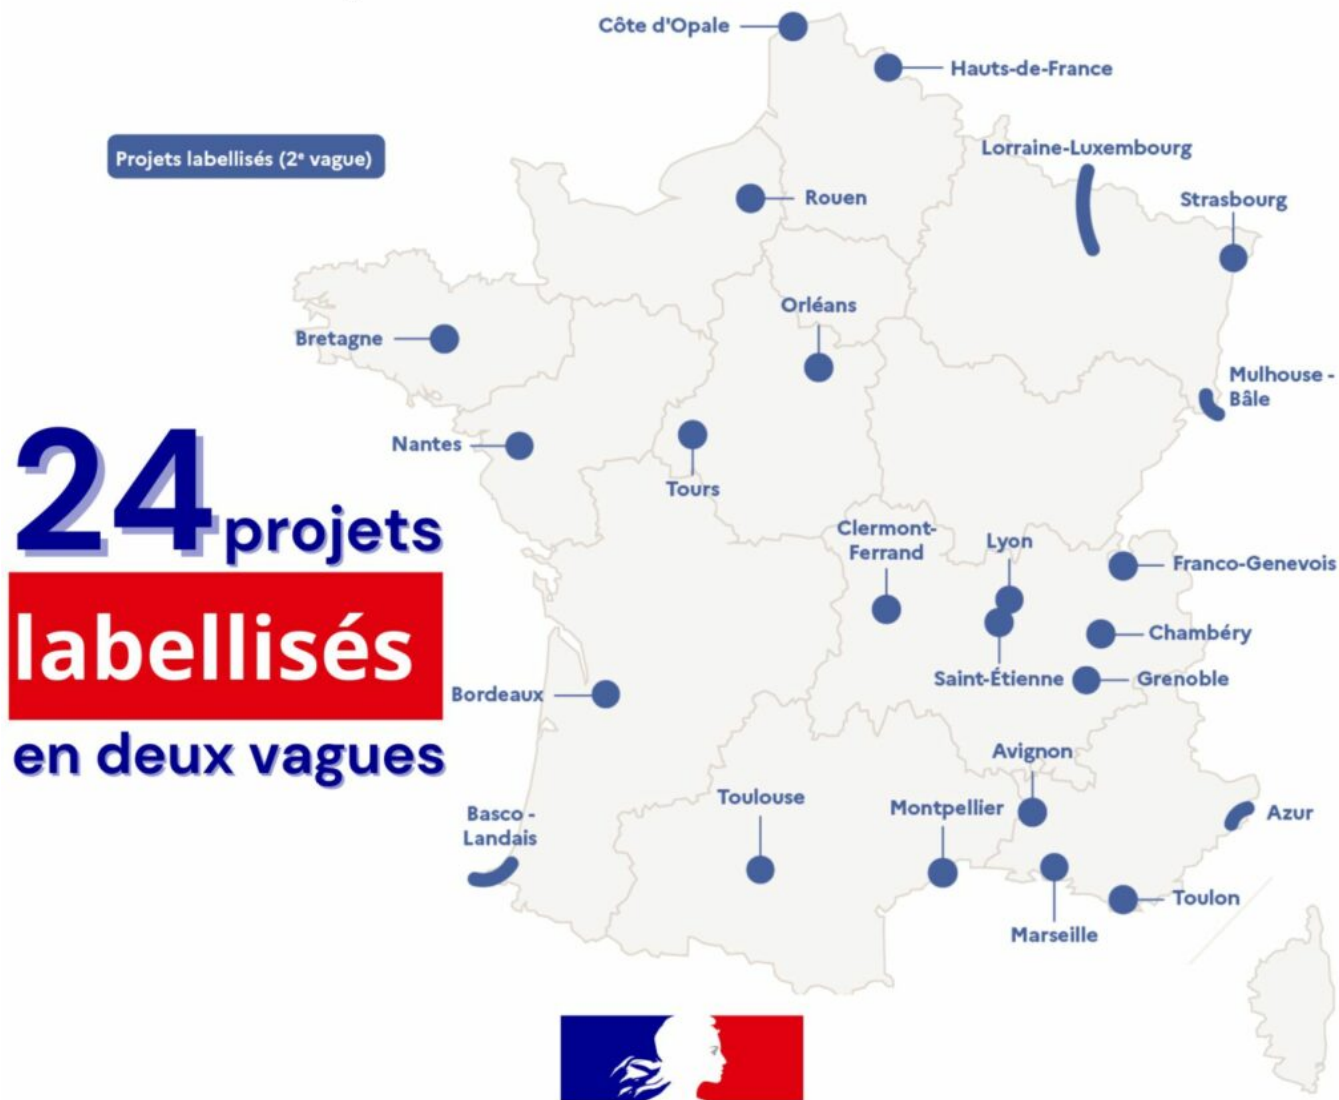 Côte d'Opale
Hauts-de-France
Projets labellisés (2ᵉ vague)
Lorraine-Luxembourg
Rouen
Strasbourg
Orléans
Bretagne
Mulhouse -
Bâle
Nantes
Tours
24 projets
labellisés
en deux vagues
Clermont-
Ferrand
Lyon
Franco-Genevois
Chambéry
Saint-Étienne
Grenoble
Bordeaux
Avignon
Toulouse
Montpellier
Basco -
Landais
Azur
Toulon
Marseille